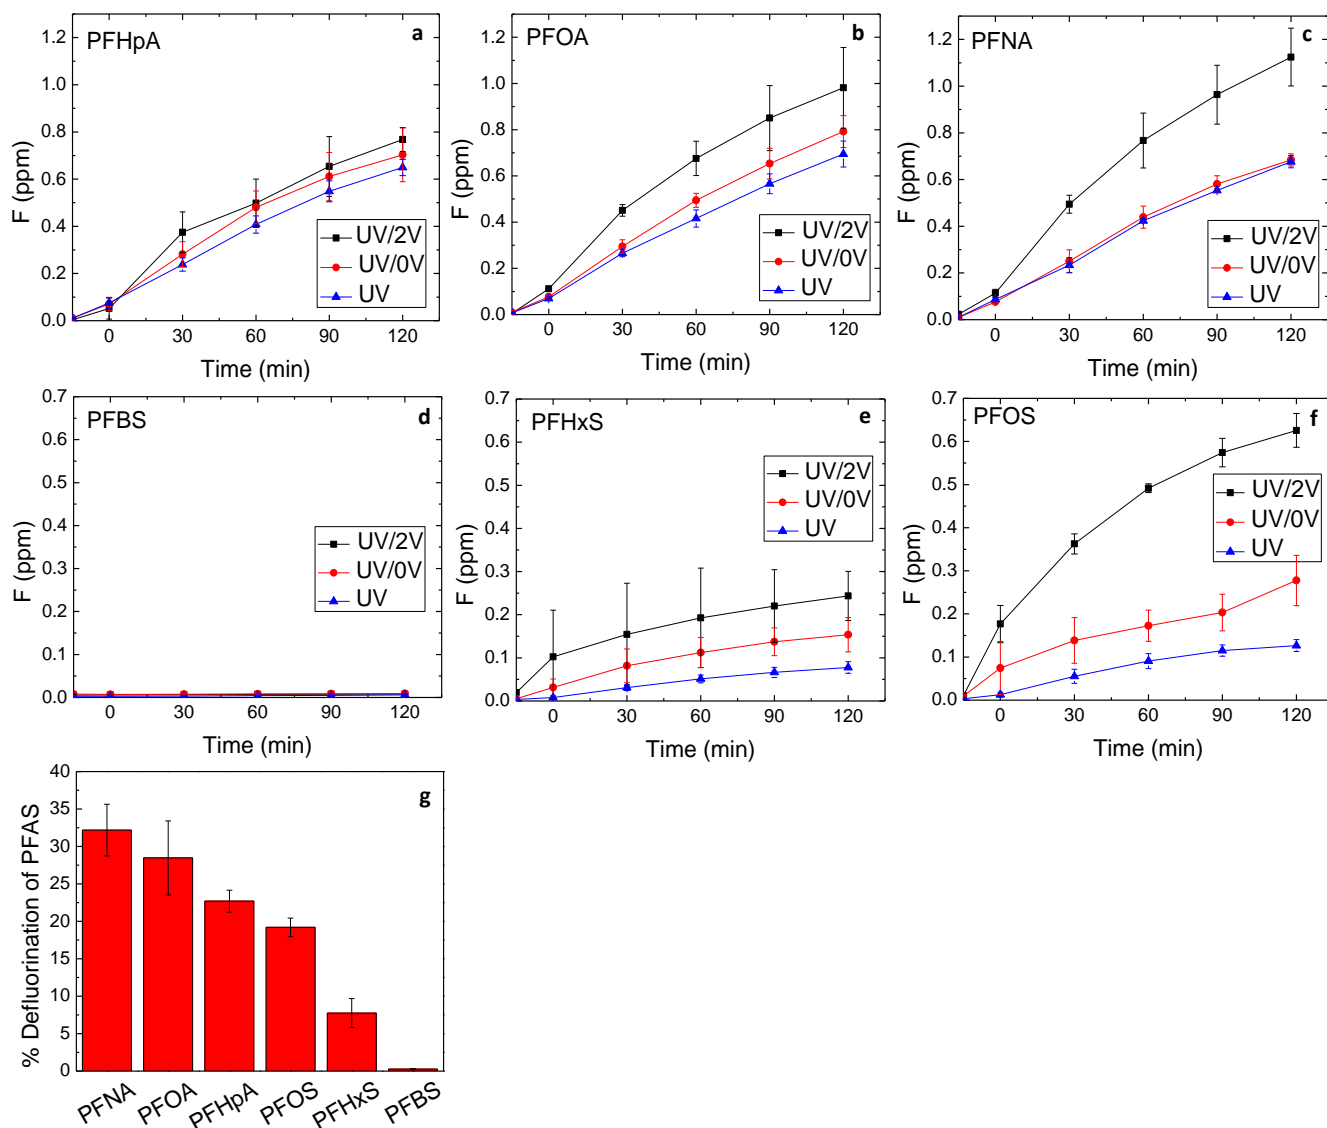 PFHpA
a
1.2
1.0
0.8
0.6
0.4
0.2
0.0
F (ppm)
UV/2V
UV/0V
UV
0 30 60 90 120
Time (min)
PFOA
b
1.2
1.0
0.8
0.6
0.4
0.2
0.0
F (ppm)
UV/2V
UV/0V
UV
0 30 60 90 120
Time (min)
PFNA
c
1.2
1.0
0.8
0.6
0.4
0.2
0.0
F (ppm)
UV/2V
UV/0V
UV
0 30 60 90 120
Time (min)
PFBS
d
0.7
0.6
0.5
0.4
0.3
0.2
0.1
0.0
F (ppm)
UV/2V
UV/0V
UV
0 30 60 90 120
Time (min)
PFHxS
e
0.7
0.6
0.5
0.4
0.3
0.2
0.1
0.0
F (ppm)
UV/2V
UV/0V
UV
0 30 60 90 120
Time (min)
PFOS
f
0.7
0.6
0.5
0.4
0.3
0.2
0.1
0.0
F (ppm)
UV/2V
UV/0V
UV
0 30 60 90 120
Time (min)
g
40
35
30
25
20
15
10
5
0
% Defluorination of PFAS
PFNA PFOA PFHpA PFOS PFHxS PFBS